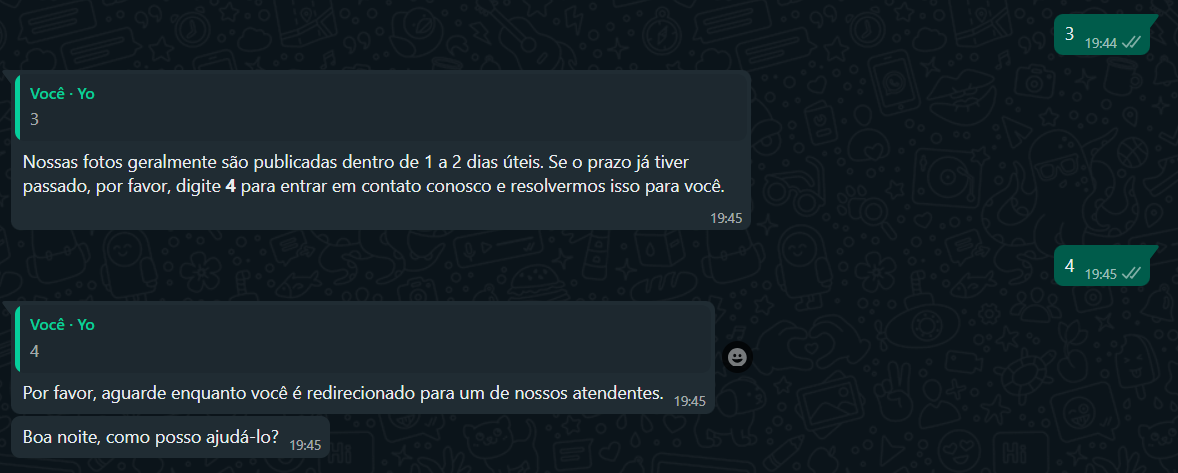 3 19:44
Você · Yo
3
Nossas fotos geralmente são publicadas dentro de 1 a 2 dias úteis. Se o prazo já tiver
passado, por favor, digite 4 para entrar em contato conosco e resolvermos isso para você.
19:45
4 19:45
Você · Yo
4
Por favor, aguarde enquanto você é redirecionado para um de nossos atendentes. 19:45
Boa noite, como posso ajudá-lo? 19:45